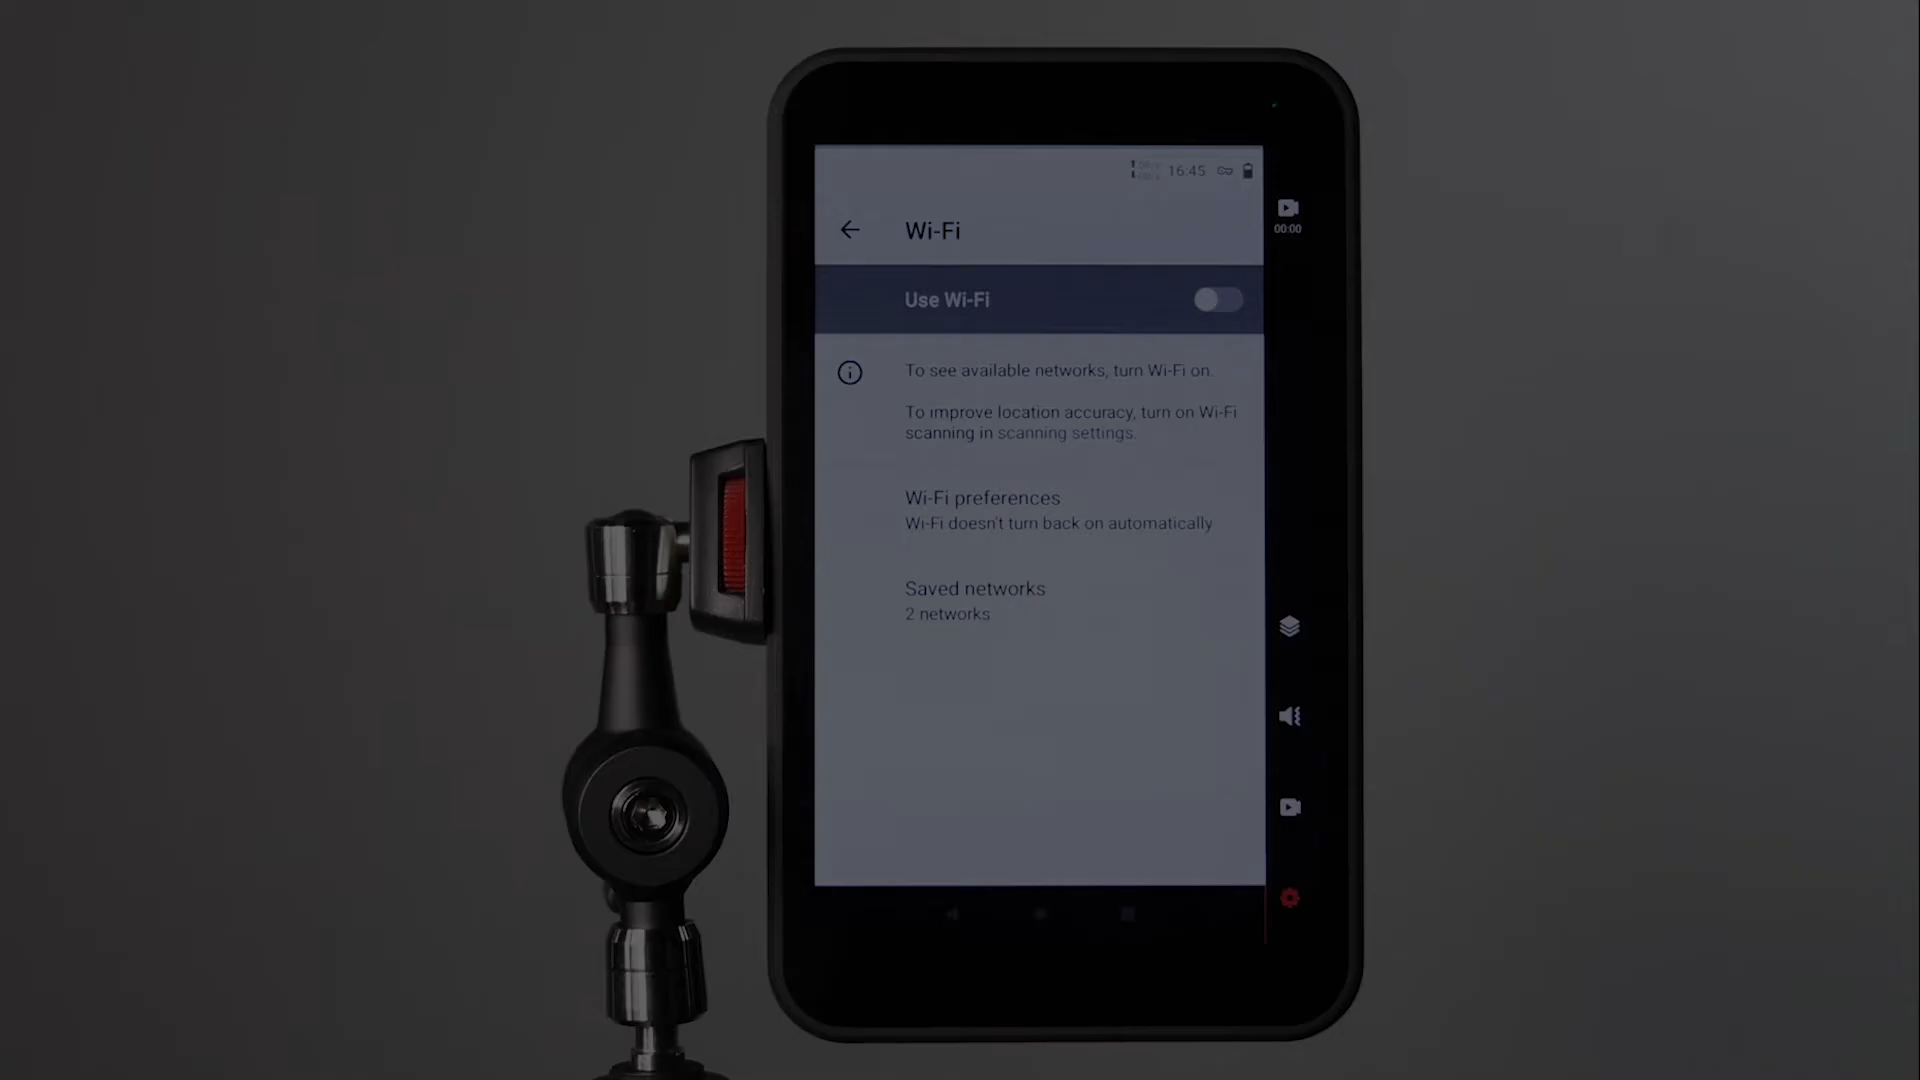 16:45
Wi-Fi
00:00
Use Wi-Fi
To see available networks, turn Wi-Fi on.
To improve location accuracy, turn on Wi-Fi
scanning in scanning settings.
Wi-Fi preferences
Wi-Fi doesn't turn back on automatically
Saved networks
2 networks